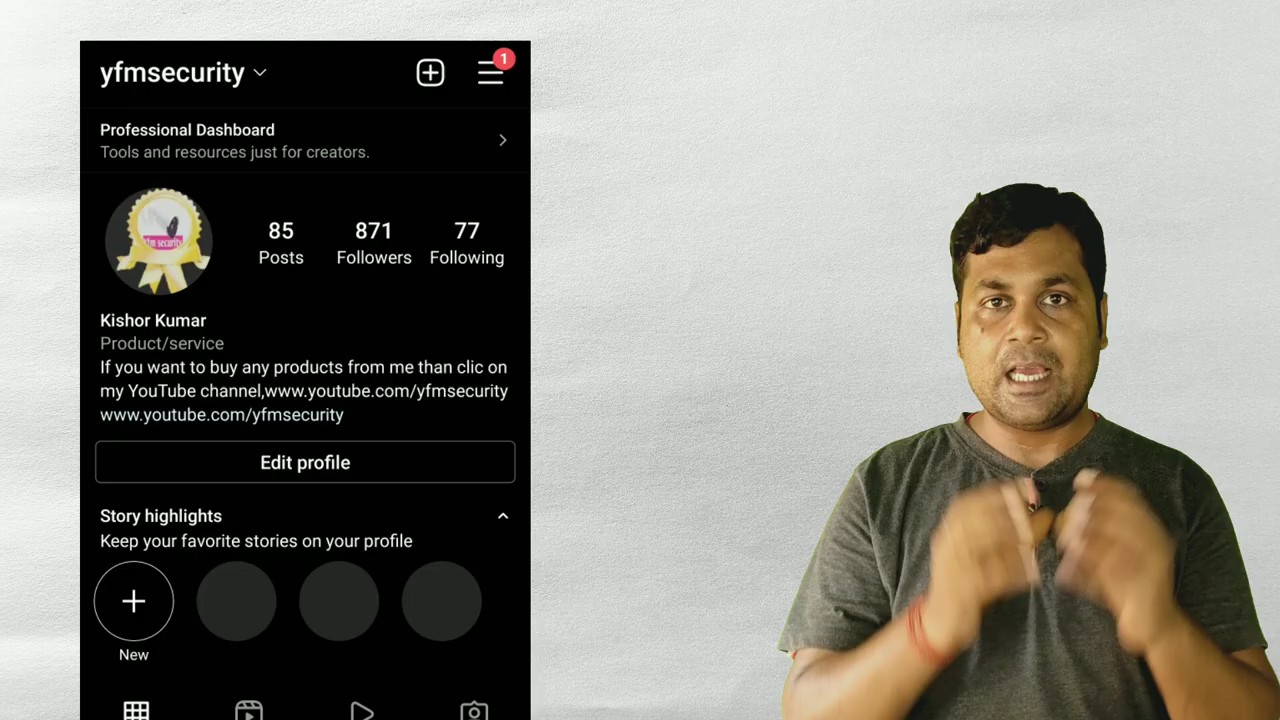 yfmsecurity
1
Professional Dashboard
Tools and resources just for creators.
yfm security
85 871 77
Posts Followers Following
Kishor Kumar
Product/service
If you want to buy any products from me than clic on
my YouTube channel,www.youtube.com/yfmsecurity
www.youtube.com/yfmsecurity
Edit profile
Story highlights
Keep your favorite stories on your profile
New